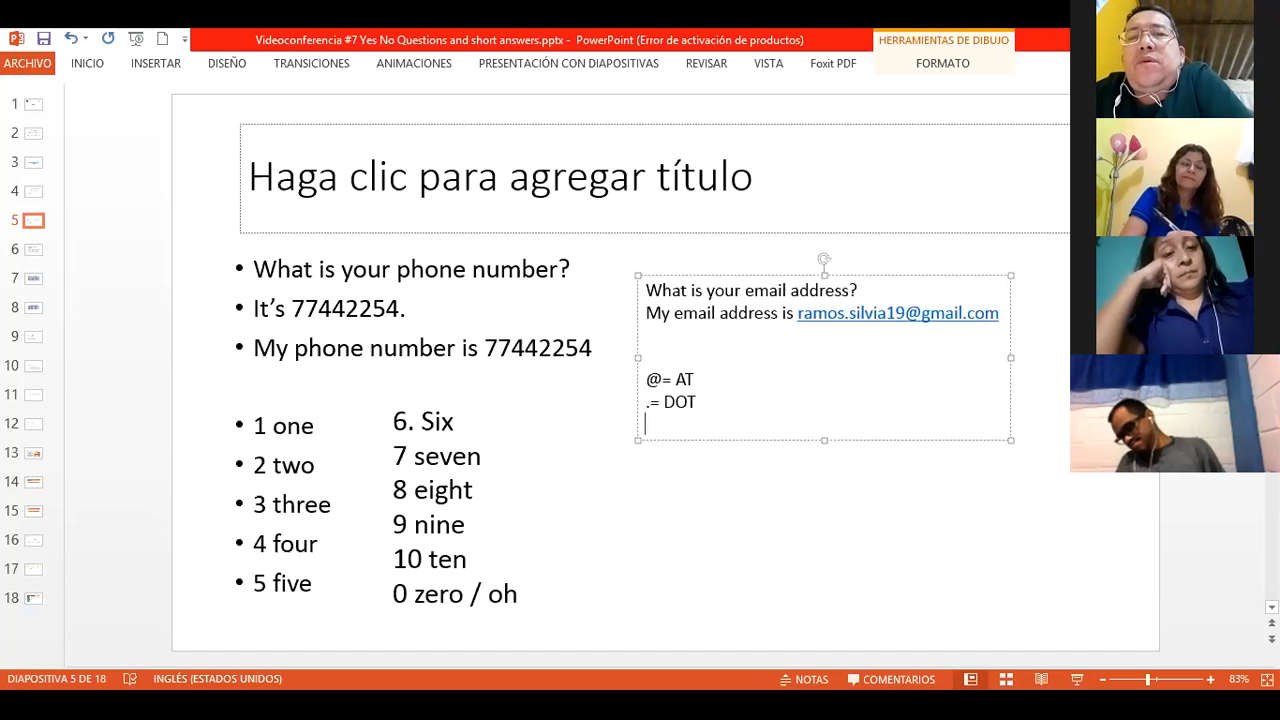 Videoconferencia #7 Yes No Questions and short answers.pptx - PowerPoint (Error de activación de productos)
HERRAMIENTAS DE DIBUJO
ARCHIVO INICIO INSERTAR DISEÑO TRANSICIONES ANIMACIONES PRESENTACIÓN CON DIAPOSITIVAS REVISAR VISTA Foxit PDF FORMATO
1
2
3
4
5
6
7
8
9
10
11
12
13
14
15
16
17
18
Haga clic para agregar título
• What is your phone number?
• It's 77442254.
• My phone number is 77442254
• 1 one
• 2 two
• 3 three
• 4 four
• 5 five
6. Six
7 seven
8 eight
9 nine
10 ten
0 zero / oh
What is your email address?
My email address is ramos.silvia19@gmail.com
@= AT
.= DOT
DIAPOSITIVA 5 DE 18 INGLÉS (ESTADOS UNIDOS) NOTAS COMENTARIOS 83%